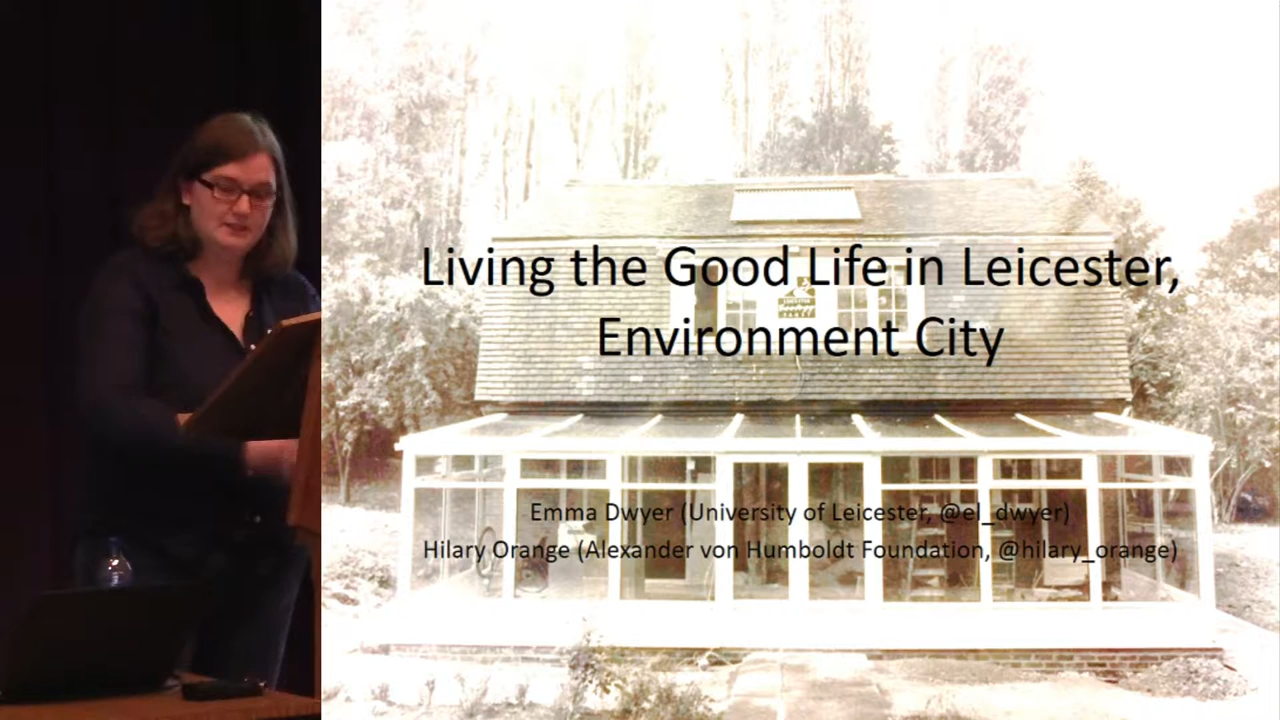 Living the Good Life in Leicester,
Environment City
Emma Dwyer (University of Leicester, @el_dwyer)
Hilary Orange (Alexander von Humboldt Foundation, @hilary_orange)